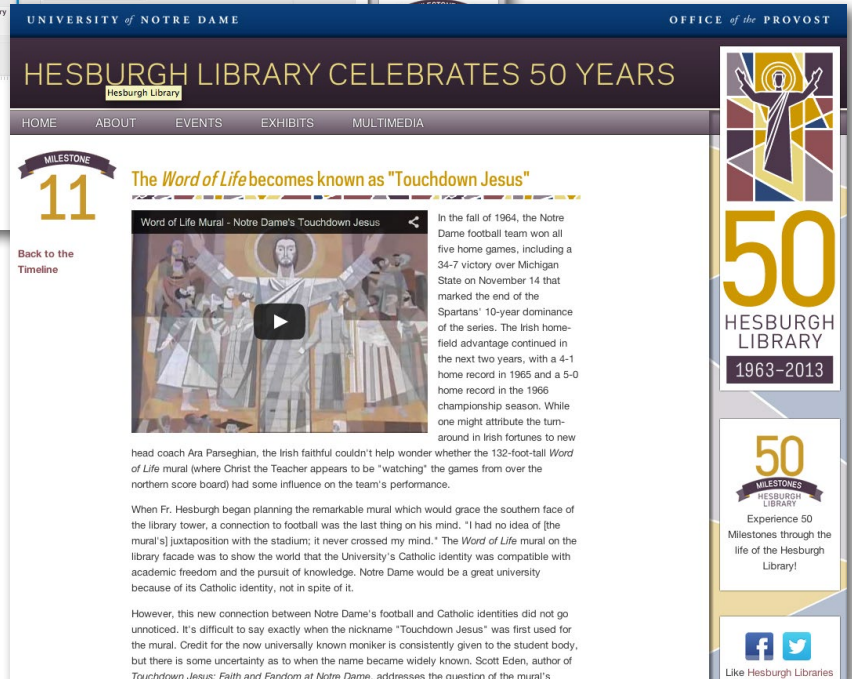 ry
UNIVERSITY of NOTRE DAME
OFFICE of the PROVOST
HESBURGH LIBRARY CELEBRATES 50 YEARS
Hesburgh Library
HOME ABOUT EVENTS EXHIBITS MULTIMEDIA
MILESTONE
11
Back to the
Timeline
The Word of Life becomes known as "Touchdown Jesus"
Word of Life Mural - Notre Dame's Touchdown Jesus
In the fall of 1964, the Notre
Dame football team won all
five home games, including a
34-7 victory over Michigan
State on November 14 that
marked the end of the
Spartans' 10-year dominance
of the series. The Irish home-
field advantage continued in
the next two years, with a 4-1
home record in 1965 and a 5-0
home record in the 1966
championship season. While
one might attribute the turn-
around in Irish fortunes to new
head coach Ara Parseghian, the Irish faithful couldn't help wonder whether the 132-foot-tall Word
of Life mural (where Christ the Teacher appears to be "watching" the games from over the
northern score board) had some influence on the team's performance.
When Fr. Hesburgh began planning the remarkable mural which would grace the southern face of
the library tower, a connection to football was the last thing on his mind. "I had no idea of [the
mural's] juxtaposition with the stadium; it never crossed my mind." The Word of Life mural on the
library facade was to show the world that the University's Catholic identity was compatible with
academic freedom and the pursuit of knowledge. Notre Dame would be a great university
because of its Catholic identity, not in spite of it.
However, this new connection between Notre Dame's football and Catholic identities did not go
unnoticed. It's difficult to say exactly when the nickname "Touchdown Jesus" was first used for
the mural. Credit for the now universally known moniker is consistently given to the student body,
but there is some uncertainty as to when the name became widely known. Scott Eden, author of
Touchdown Jesus: Faith and Fandom at Notre Dame, addresses the question of the mural's
50
HESBURGH
LIBRARY
1963–2013
50
MILESTONES
HESBURGH
LIBRARY
Experience 50
Milestones through the
life of the Hesburgh
Library!
Like Hesburgh Libraries